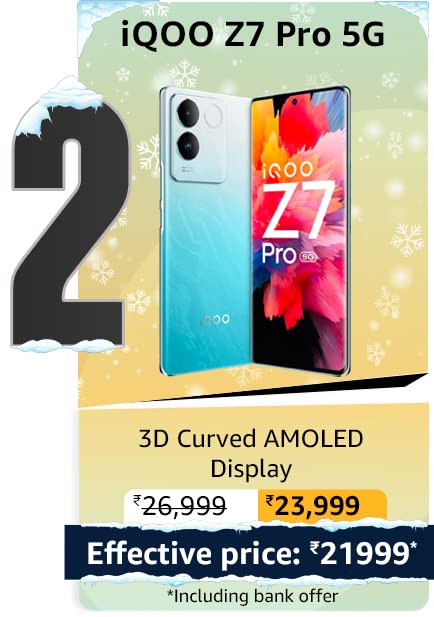 iQOO Z7 Pro 5G
2
iQOO
Z7
Pro 5G
iQOO
3D Curved AMOLED
Display
₹26,999 ₹23,999
Effective price: ₹21999*
*Including bank offer